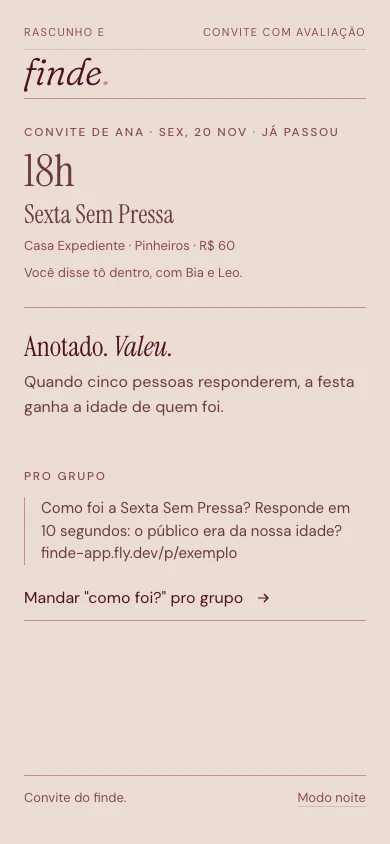 RASCUNHO E
CONVITE COM AVALIAÇÃO
finde.
CONVITE DE ANA · SEX, 20 NOV · JÁ PASSOU
18h
Sexta Sem Pressa
Casa Expediente · Pinheiros · R$ 60
Você disse tô dentro, com Bia e Leo.
Anotado. Valeu.
Quando cinco pessoas responderem, a festa
ganha a idade de quem foi.
PRO GRUPO
Como foi a Sexta Sem Pressa? Responde em
10 segundos: o público era da nossa idade?
finde-app.fly.dev/p/exemplo
Mandar "como foi?" pro grupo →
Convite do finde.
Modo noite